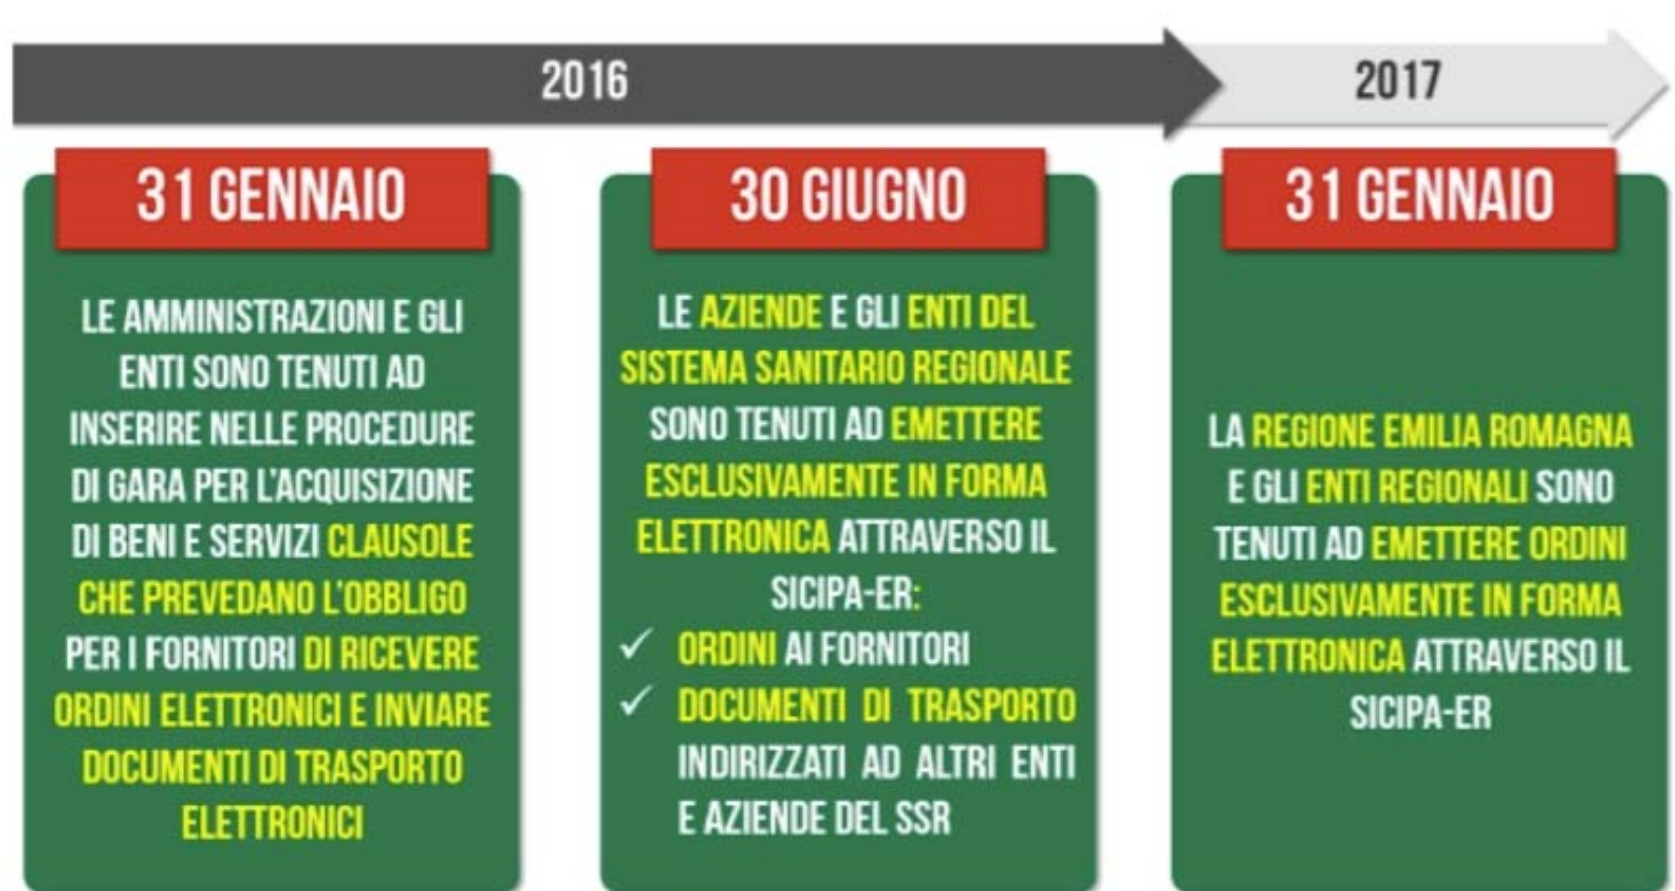 2016
2017
31 GENNAIO
LE AMMINISTRAZIONI E GLI
ENTI SONO TENUTI AD
INSERIRE NELLE PROCEDURE
DI GARA PER L'ACQUISIZIONE
DI BENI E SERVIZI CLAUSOLE
CHE PREVEDANO L'OBBLIGO
PER I FORNITORI DI RICEVERE
ORDINI ELETTRONICI E INVIARE
DOCUMENTI DI TRASPORTO
ELETTRONICI
30 GIUGNO
LE AZIENDE E GLI ENTI DEL
SISTEMA SANITARIO REGIONALE
SONO TENUTI AD EMETTERE
ESCLUSIVAMENTE IN FORMA
ELETTRONICA ATTRAVERSO IL
SICIPA-ER:
✓ ORDINI AI FORNITORI
✓ DOCUMENTI DI TRASPORTO
INDIRIZZATI AD ALTRI ENTI
E AZIENDE DEL SSR
31 GENNAIO
LA REGIONE EMILIA ROMAGNA
E GLI ENTI REGIONALI SONO
TENUTI AD EMETTERE ORDINI
ESCLUSIVAMENTE IN FORMA
ELETTRONICA ATTRAVERSO IL
SICIPA-ER